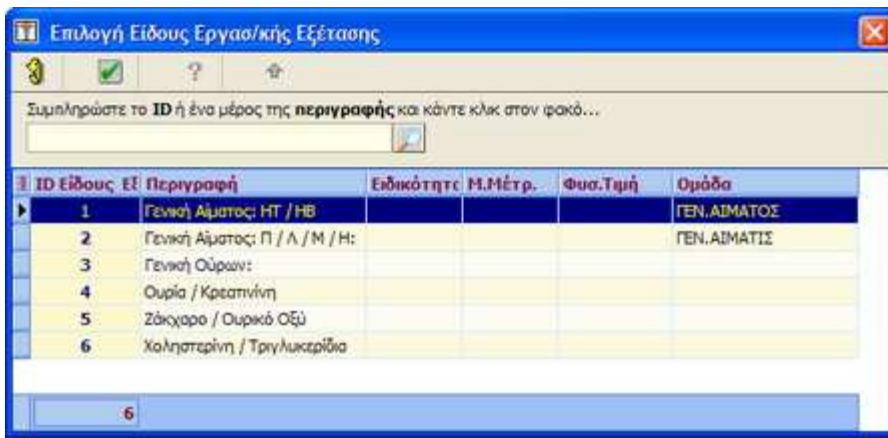 Επιλογή Είδους Εργασ/κής Εξέτασης
?
Συμπληρώστε το ID ή ένα μέρος της περιγραφής και κάντε κλικ στον φακό...
ID Είδους Εξ Περιγραφή Ειδικότητα Μ.Μέτρ. Φυσ.Τιμή Ομάδα
1 Γενική Αίματος: HT / HB ΓΕΝ.ΑΙΜΑΤΟΣ
2 Γενική Αίματος: Π / Λ / Μ / Η: ΓΕΝ.ΑΙΜΑΤΙΣ
3 Γενική Ούρων:
4 Ουρία / Κρεατινίνη
5 Ζάκχαρο / Ουρικό Οξύ
6 Χοληστερίνη / Τριγλυκερίδια
6